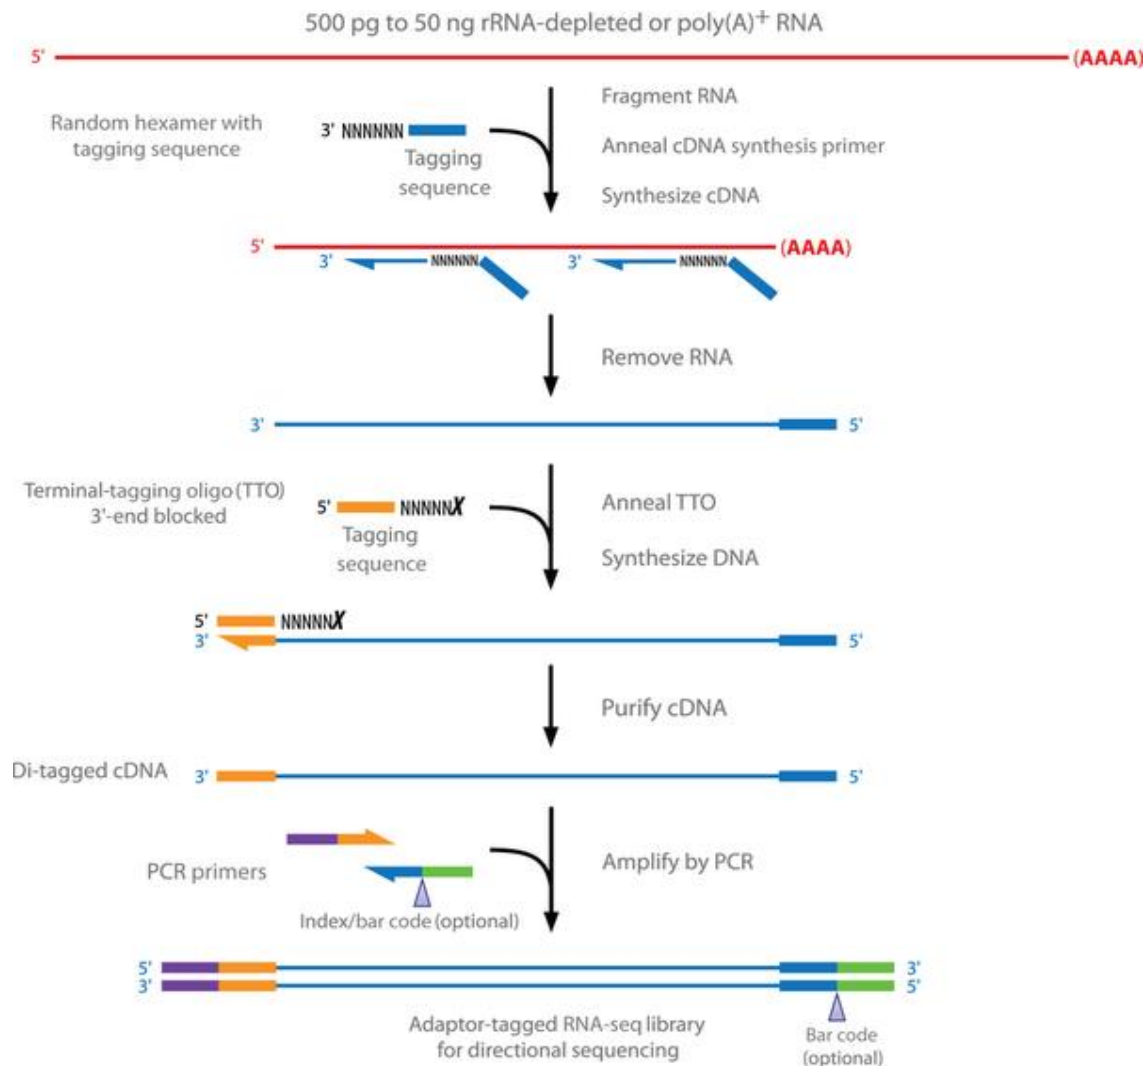 500 pg to 50 ng rRNA-depleted or poly(A)+ RNA
5' (AAAA)
Fragment RNA
Random hexamer with
tagging sequence
3' NNNNNN
Tagging
sequence
Anneal cDNA synthesis primer
Synthesize cDNA
5' (AAAA)
3' NNNNNN 3' NNNNNN
Remove RNA
3' 5'
Terminal-tagging oligo (TTO)
3'-end blocked
5' NNNNNX
Tagging
sequence
Anneal TTO
Synthesize DNA
5' NNNNNX
3' 5'
Purify cDNA
Di-tagged cDNA 3' 5'
PCR primers
Amplify by PCR
Index/bar code (optional)
5' 3'
3' 5'
Adaptor-tagged RNA-seq library
for directional sequencing
Bar code
(optional)